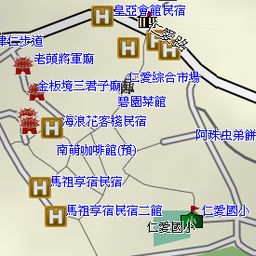 皇亞會館民宿
仁愛路
津仁步道
老頭將軍廟
仁愛綜合市場
金板境三君子廟
碧園菜館
海浪花客棧民宿
阿珠虫弟餅
南萌咖啡館(預)
馬祖亭宿民宿
馬祖亭宿民宿二館
仁愛國小
仁愛國小